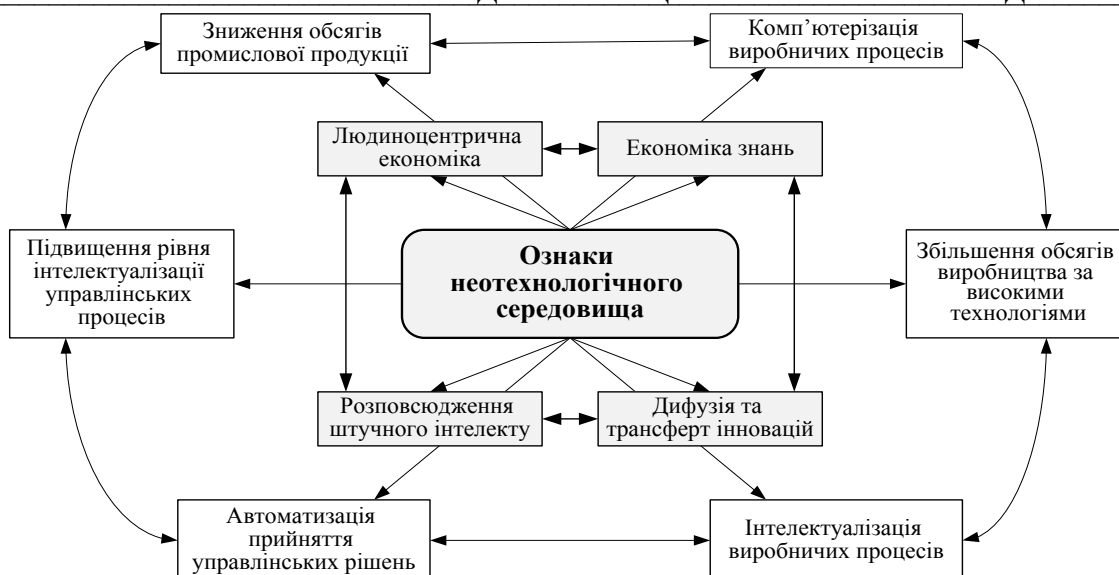 Зниження обсягів
промислової продукції
Комп’ютерізація
виробничих процесів
Людиноцентрична
економіка
Економіка знань
Підвищення рівня
інтелектуалізації
управлінських
процесів
Ознаки
неотехнологічного
середовища
Збільшення обсягів
виробництва за
високими
технологіями
Розповсюдження
штучного інтелекту
Дифузія та
трансферт інновацій
Автоматизація
прийняття
управлінських рішень
Інтелектуалізація
виробничих процесів